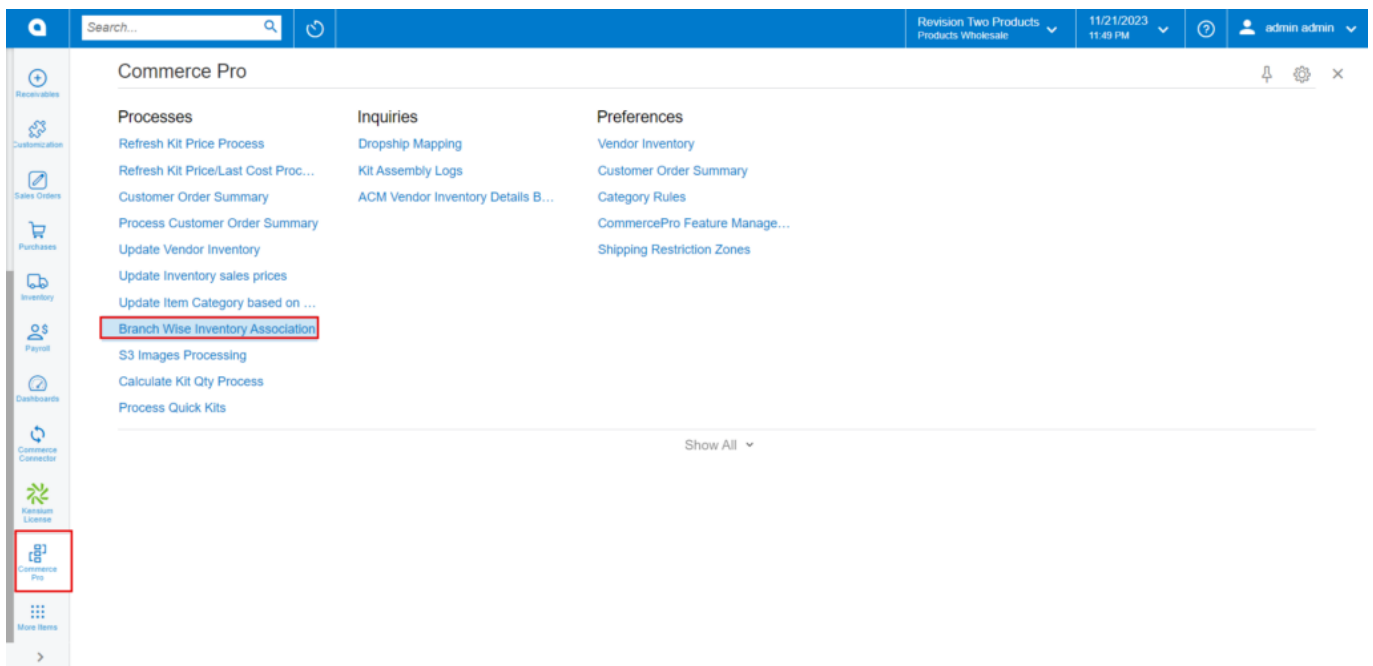 Search...
Revision Two Products
Products Wholesale
11/21/2023
11:49 PM
admin admin
Receivables
Customization
Sales Orders
Purchases
Inventory
Payroll
Dashboards
Commerce
Connector
Kensium
License
Commerce
Pro
More Items
Commerce Pro
Processes
Refresh Kit Price Process
Refresh Kit Price/Last Cost Proc...
Customer Order Summary
Process Customer Order Summary
Update Vendor Inventory
Update Inventory sales prices
Update Item Category based on ...
Branch Wise Inventory Association
S3 Images Processing
Calculate Kit Qty Process
Process Quick Kits
Inquiries
Dropship Mapping
Kit Assembly Logs
ACM Vendor Inventory Details B...
Preferences
Vendor Inventory
Customer Order Summary
Category Rules
CommercePro Feature Manage...
Shipping Restriction Zones
Show All